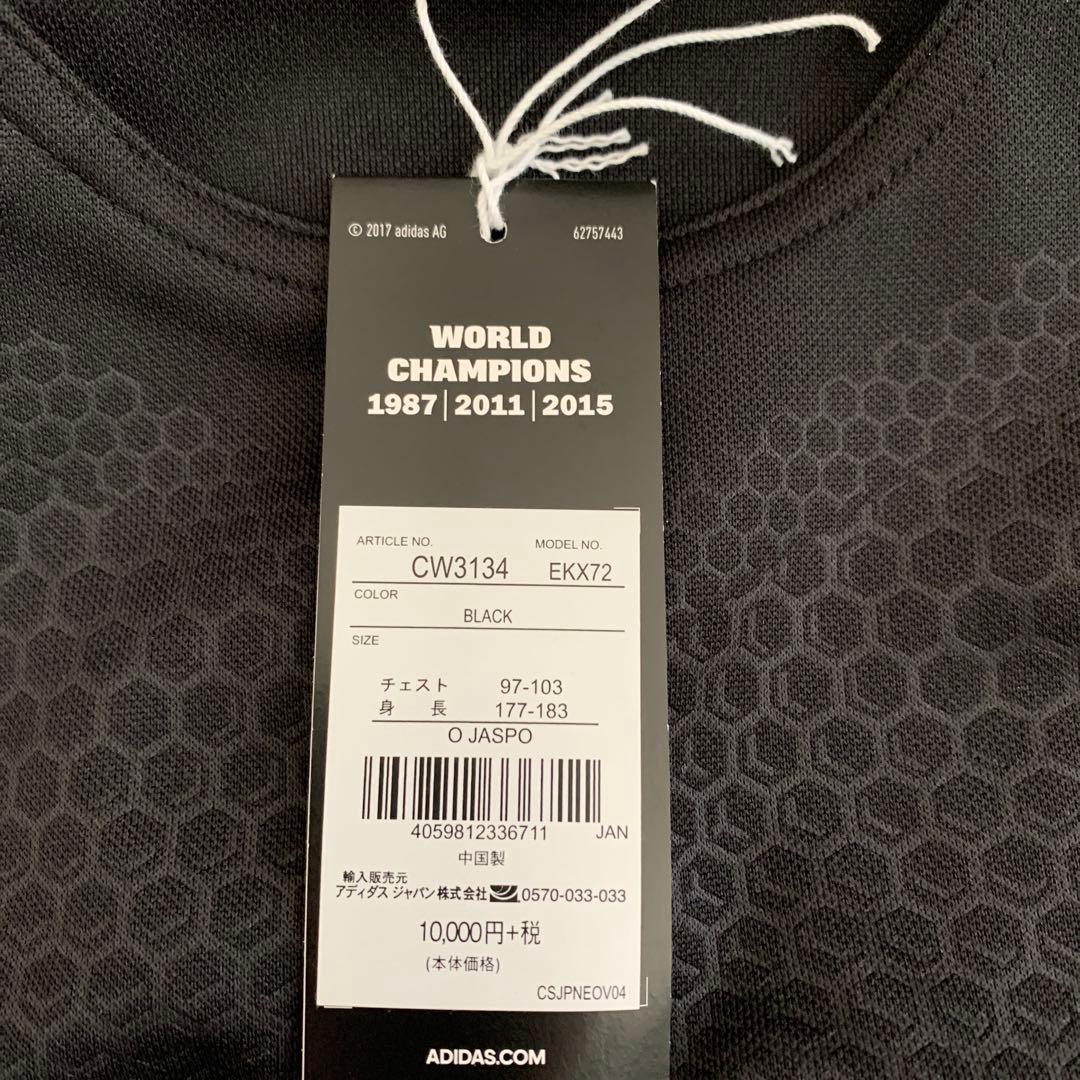 © 2017 adidas AG 62757443
WORLD
CHAMPIONS
1987|2011|2015
ARTICLE NO. MODEL NO.
CW3134 EKX72
COLOR
BLACK
SIZE
チェスト 97-103
身 長 177-183
O JASPO
4059812336711 JAN
中国製
輸入販売元
アディダス ジャパン株式会社 0570-033-033
10,000円+税
(本体価格)
CSJPNEOV04
ADIDAS.COM